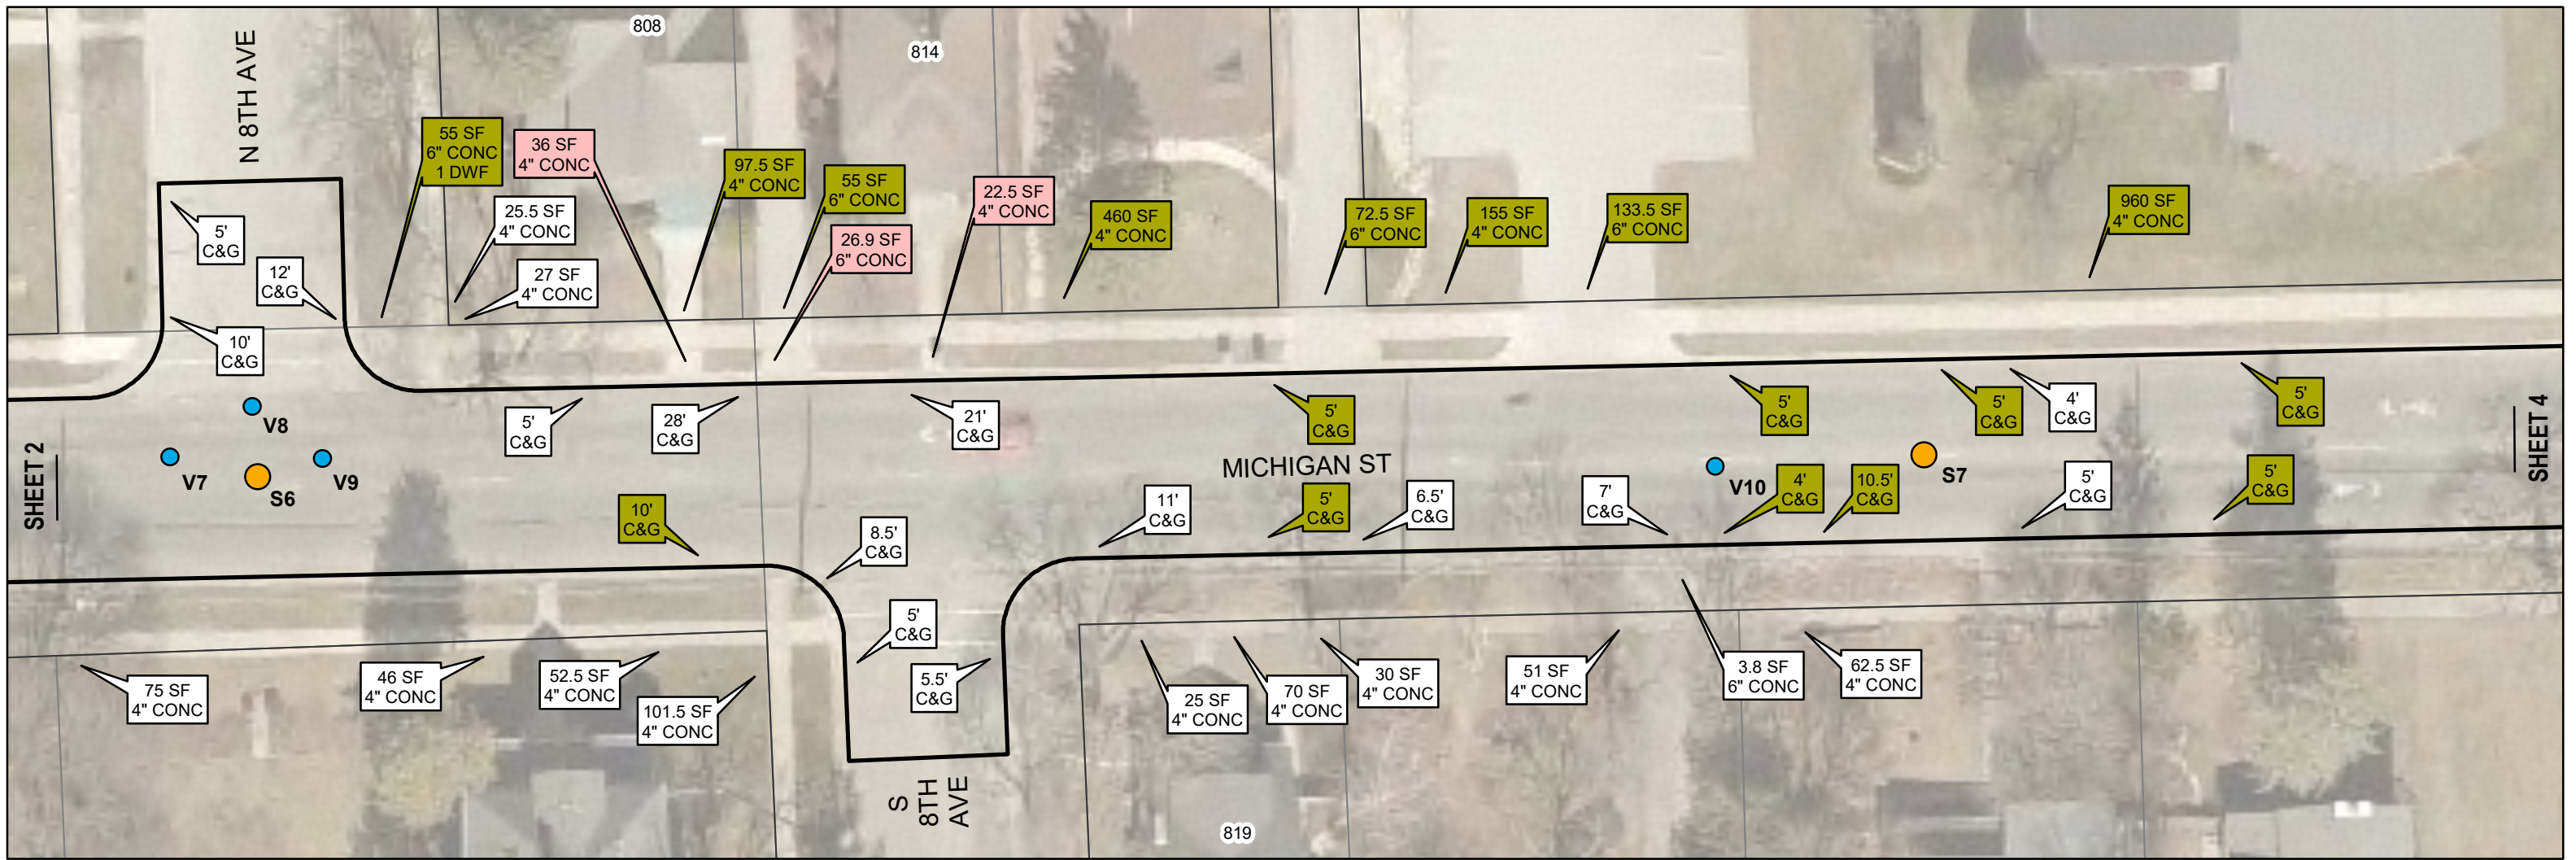 808
814
N 8TH AVE
55 SF
6" CONC
1 DWF
36 SF
4" CONC
97.5 SF
4" CONC
55 SF
6" CONC
22.5 SF
4" CONC
460 SF
4" CONC
72.5 SF
6" CONC
155 SF
4" CONC
133.5 SF
6" CONC
960 SF
4" CONC
5'
C&G
25.5 SF
4" CONC
26.9 SF
6" CONC
12'
C&G
27 SF
4" CONC
10'
C&G
5'
C&G
28'
C&G
21'
C&G
5'
C&G
5'
C&G
5'
C&G
4'
C&G
5'
C&G
SHEET 2
V8
V7
S6
V9
MICHIGAN ST
V10
S7
SHEET 4
10'
C&G
8.5'
C&G
11'
C&G
5'
C&G
6.5'
C&G
7'
C&G
4'
C&G
10.5'
C&G
5'
C&G
5'
C&G
5'
C&G
5.5'
C&G
75 SF
4" CONC
46 SF
4" CONC
52.5 SF
4" CONC
101.5 SF
4" CONC
25 SF
4" CONC
70 SF
4" CONC
30 SF
4" CONC
51 SF
4" CONC
3.8 SF
6" CONC
62.5 SF
4" CONC
S
8TH
AVE
819